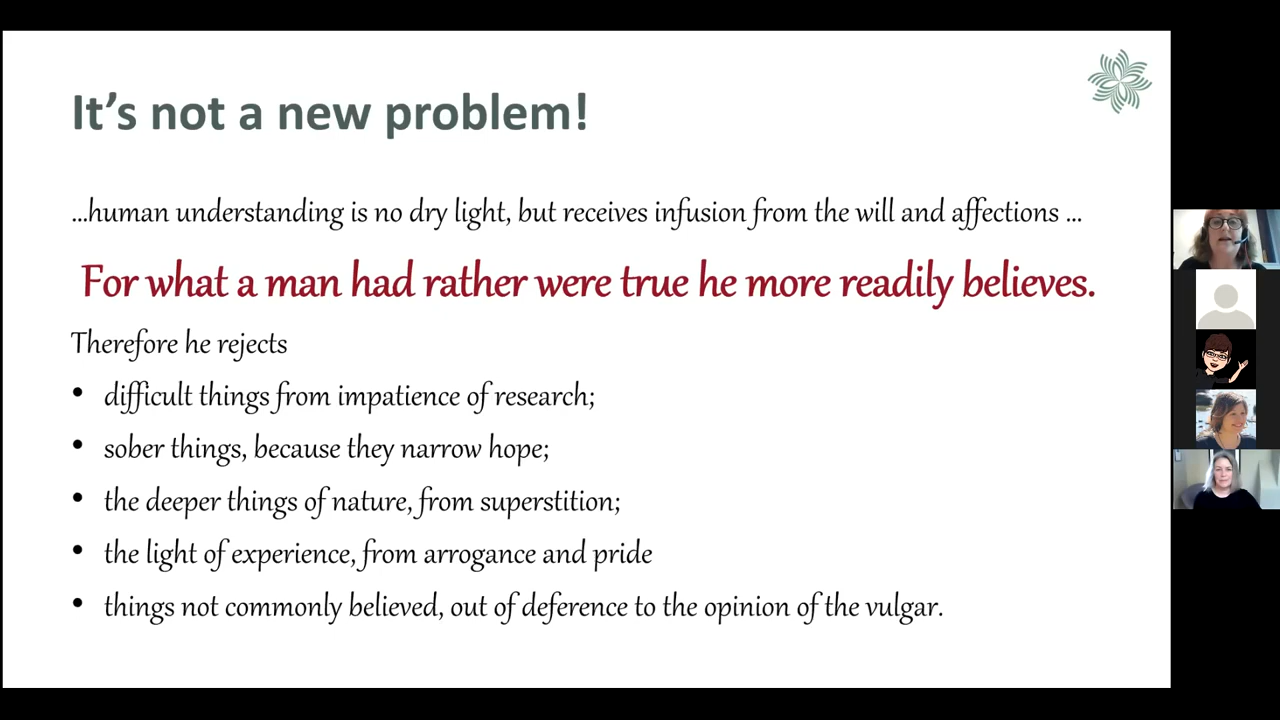 It's not a new problem!
...human understanding is no dry light, but receives infusion from the will and affections ...
For what a man had rather were true he more readily believes.
Therefore he rejects
• difficult things from impatience of research;
• sober things, because they narrow hope;
• the deeper things of nature, from superstition;
• the light of experience, from arrogance and pride
• things not commonly believed, out of deference to the opinion of the vulgar.